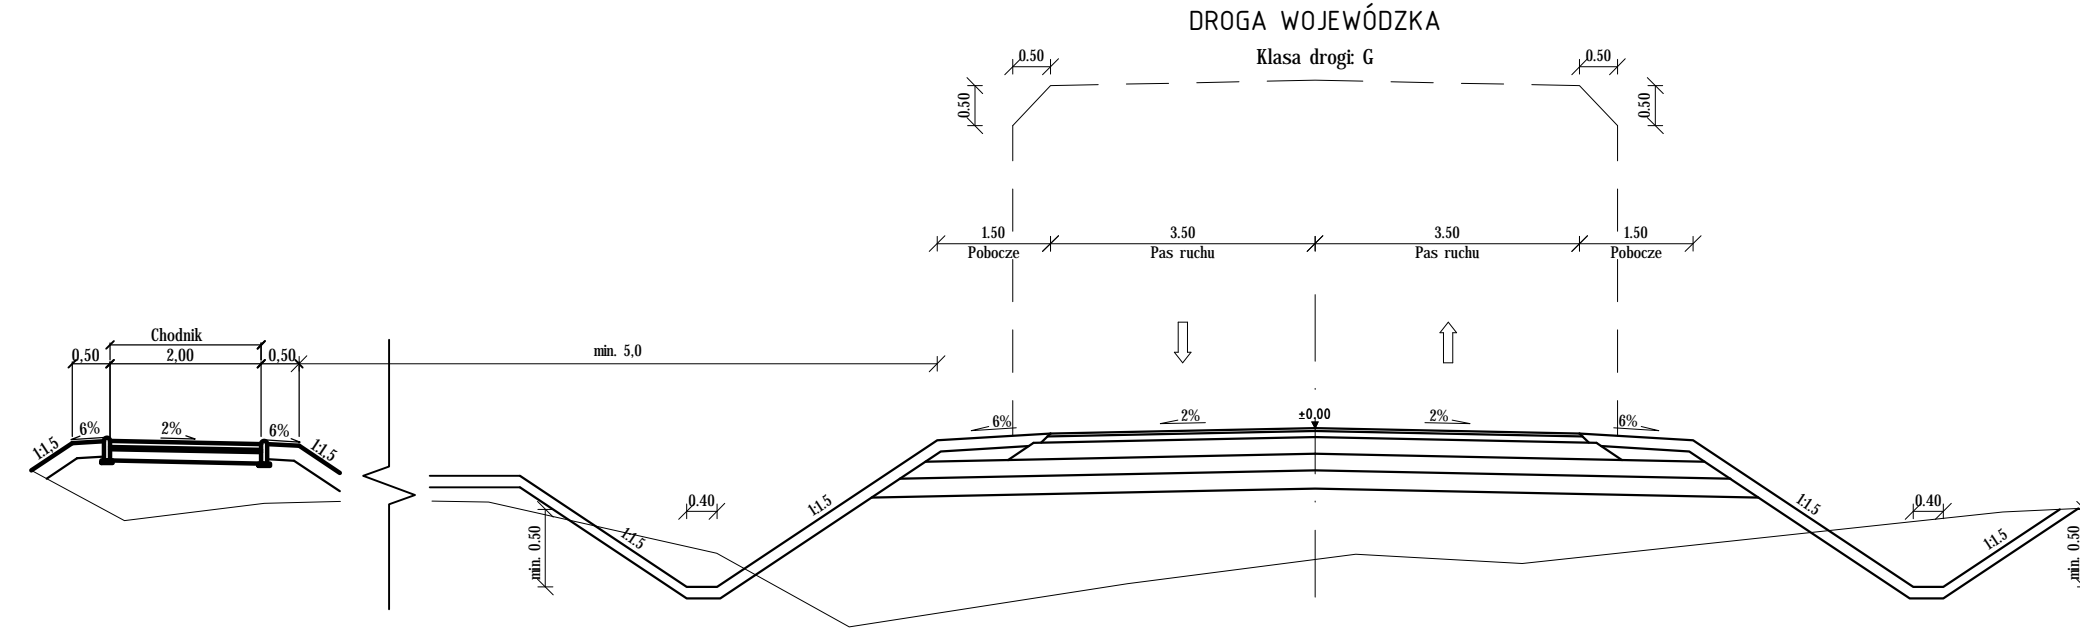 DROGA WOJEWÓDZKA
Klasa drogi: G
0.50
0.50
0.50
0.50
1.50
3.50
3.50
1.50
Pobocze
Pas ruchu
Pas ruchu
Pobocze
Chodnik
0,50
2,00
0,50
min. 5,0
6%
2%
6%
6%
2%
±0,00
2%
6%
1:1,5
1:1,5
0.40
1:1.5
1:1.5
0.40
1:1.5
min. 0.50
1:1.5
min. 0.50